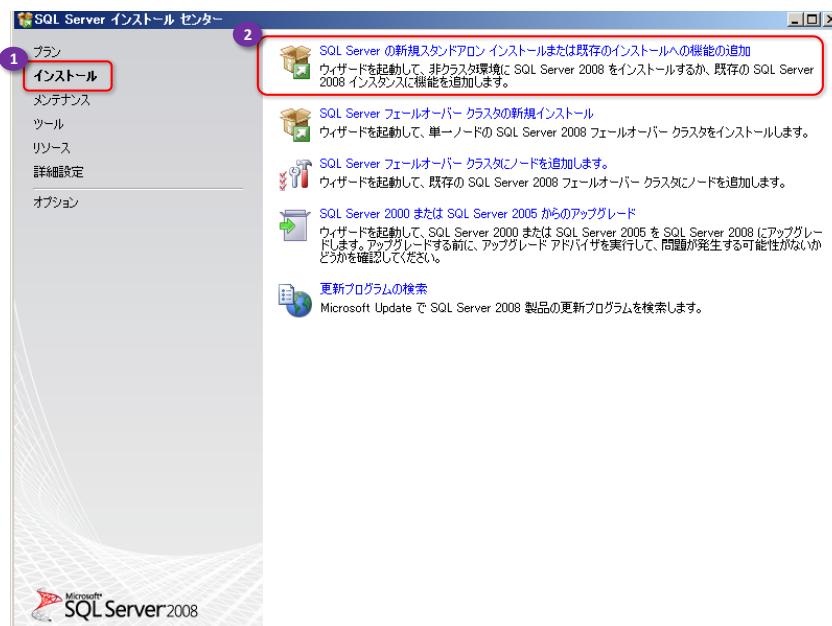 SQL Server インストール センター
1
2
プラン
インストール
メンテナンス
ツール
リソース
詳細設定
オプション
SQL Server の新規スタンドアロン インストールまたは既存のインストールへの機能の追加
ウィザードを起動して、非クラスタ環境に SQL Server 2008 をインストールするか、既存の SQL Server
2008 インスタンスに機能を追加します。
SQL Server フェールオーバー クラスタの新規インストール
ウィザードを起動して、単一ノードの SQL Server 2008 フェールオーバー クラスタをインストールします。
SQL Server フェールオーバー クラスタにノードを追加します。
ウィザードを起動して、既存の SQL Server 2008 フェールオーバー クラスタにノードを追加します。
SQL Server 2000 または SQL Server 2005 からのアップグレード
ウィザードを起動して、SQL Server 2000 または SQL Server 2005 を SQL Server 2008 にアップグレー
ドします。アップグレードする前に、アップグレード アドバイザを実行して、問題が発生する可能性がないか
どうかを確認してください。
更新プログラムの検索
Microsoft Update で SQL Server 2008 製品の更新プログラムを検索します。
Microsoft
SQL Server 2008